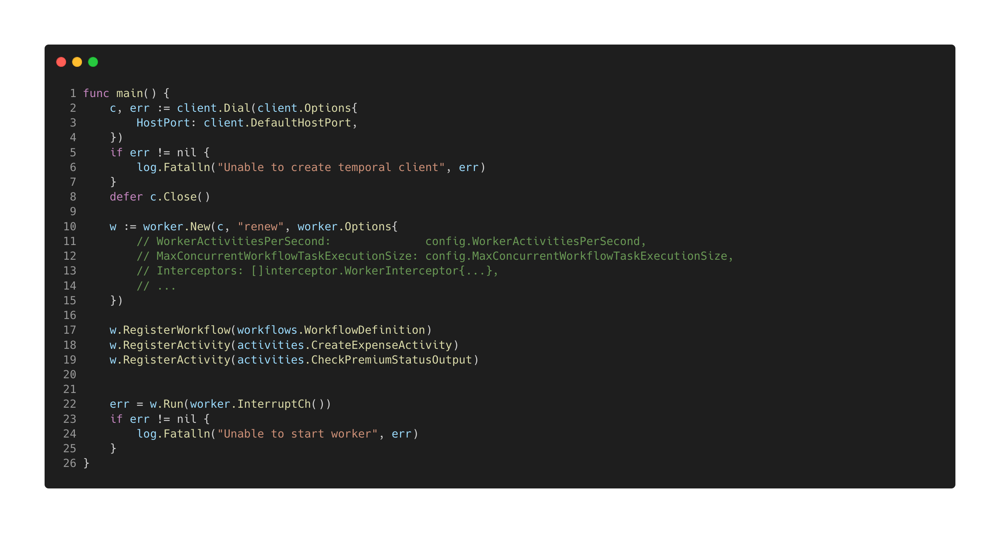 1 func main() {
2     c, err := client.Dial(client.Options{
3         HostPort: client.DefaultHostPort,
4     })
5     if err != nil {
6         log.Fatalln("Unable to create temporal client", err)
7     }
8     defer c.Close()
9
10     w := worker.New(c, "renew", worker.Options{
11         // WorkerActivitiesPerSecond:              config.WorkerActivitiesPerSecond,
12         // MaxConcurrentWorkflowTaskExecutionSize: config.MaxConcurrentWorkflowTaskExecutionSize,
13         // Interceptors: []interceptor.WorkerInterceptor{...},
14         // ...
15     })
16
17     w.RegisterWorkflow(workflows.WorkflowDefinition)
18     w.RegisterActivity(activities.CreateExpenseActivity)
19     w.RegisterActivity(activities.CheckPremiumStatusOutput)
20
21
22     err = w.Run(worker.InterruptCh())
23     if err != nil {
24         log.Fatalln("Unable to start worker", err)
25     }
26 }